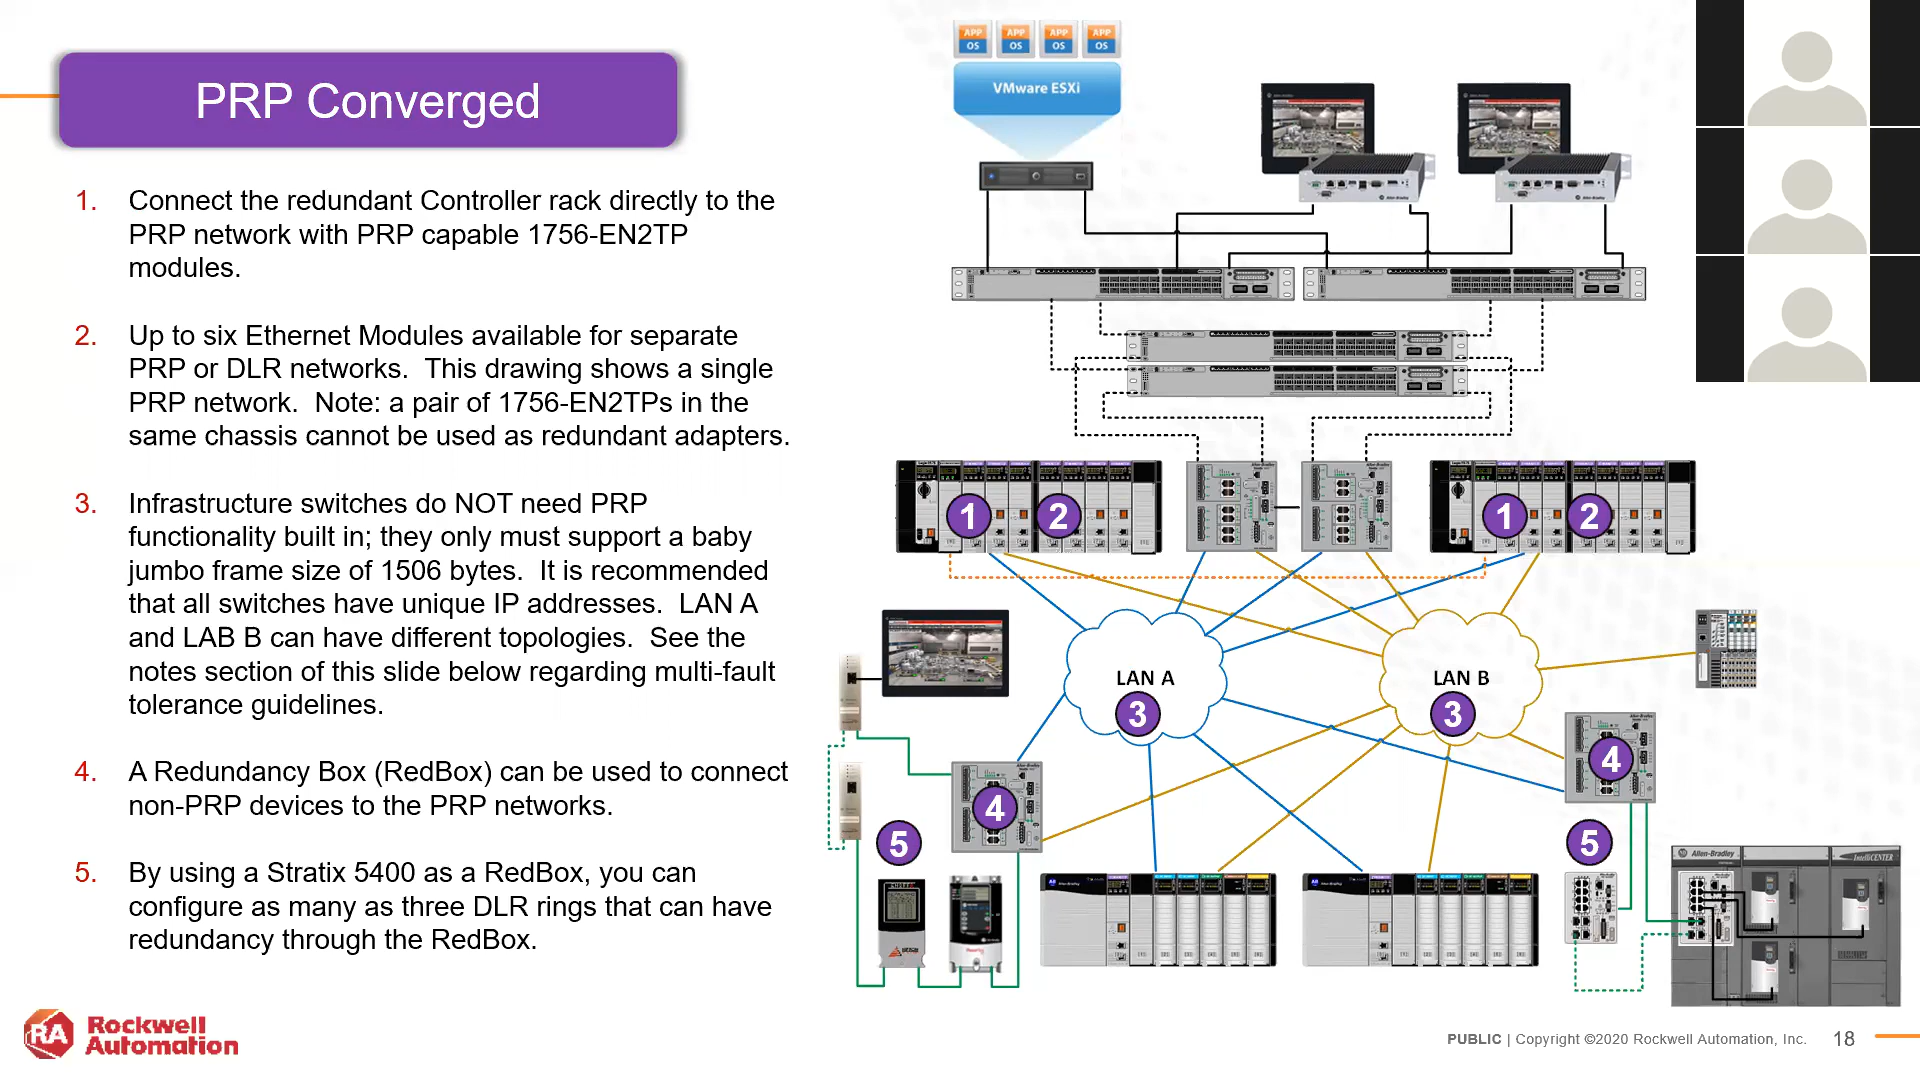 PRP Converged
1. Connect the redundant Controller rack directly to the
PRP network with PRP capable 1756-EN2TP
modules.
2. Up to six Ethernet Modules available for separate
PRP or DLR networks.  This drawing shows a single
PRP network.  Note: a pair of 1756-EN2TPs in the
same chassis cannot be used as redundant adapters.
3. Infrastructure switches do NOT need PRP
functionality built in; they only must support a baby
jumbo frame size of 1506 bytes.  It is recommended
that all switches have unique IP addresses.  LAN A
and LAB B can have different topologies.  See the
notes section of this slide below regarding multi-fault
tolerance guidelines.
4. A Redundancy Box (RedBox) can be used to connect
non-PRP devices to the PRP networks.
5. By using a Stratix 5400 as a RedBox, you can
configure as many as three DLR rings that can have
redundancy through the RedBox.
APP APP APP APP
OS OS OS OS
VMware ESXi
1 2 1 2
LAN A
3
LAN B
3
4
4
5
5
Allen-Bradley
IntelliCENTER
RA Rockwell
Automation
PUBLIC | Copyright ©2020 Rockwell Automation, Inc. 18